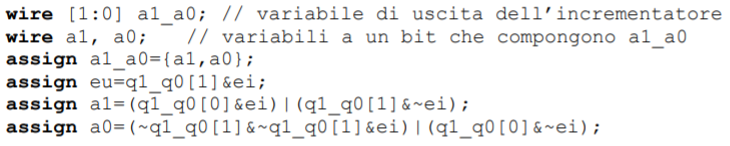 wire [1:0] a1_a0; // variabile di uscita dell’incrementatore
wire a1, a0; // variabili a un bit che compongono a1_a0
assign a1_a0={a1,a0};
assign eu=q1_q0[1]&ei;
assign a1=(q1_q0[0]&ei)|(q1_q0[1]&~ei);
assign a0=(~q1_q0[1]&~q1_q0[1]&ei)|(q1_q0[0]&~ei);